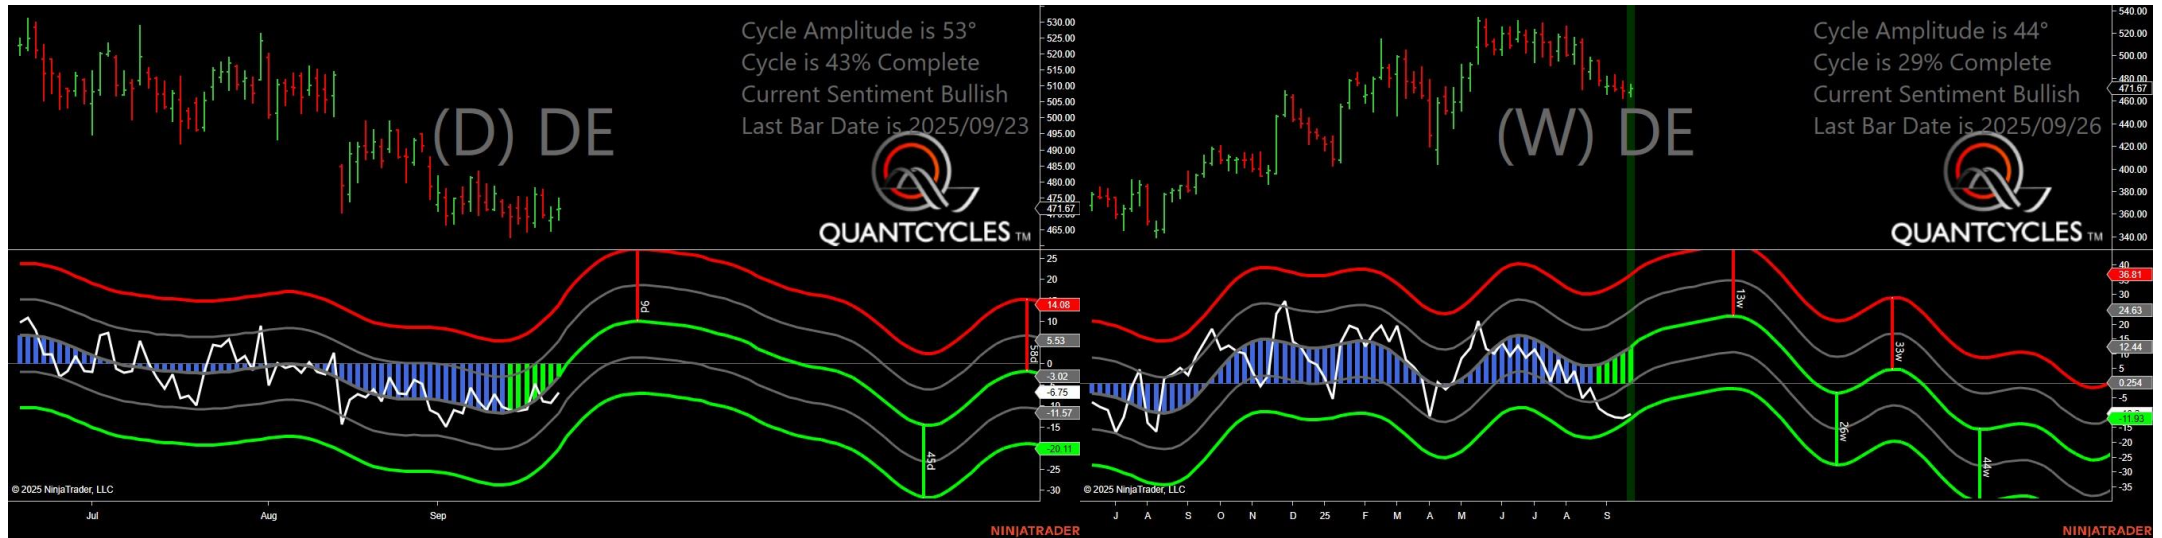 Cycle Amplitude is 53°
Cycle is 43% Complete
Current Sentiment Bullish
Last Bar Date is 2025/09/23
(D) DE
QUANTCYCLES TM
530.00
525.00
520.00
515.00
510.00
505.00
500.00
495.00
490.00
485.00
480.00
475.00
471.67
465.00
25
20
14.08
10
5.53
0
-3.02
-6.75
-11.57
-15
-20.11
-25
-30
9d
45d
58d
© 2025 NinjaTrader, LLC
Jul Aug Sep
NINJATRADER
Cycle Amplitude is 44°
Cycle is 29% Complete
Current Sentiment Bullish
Last Bar Date is 2025/09/26
(W) DE
QUANTCYCLES TM
540.00
520.00
500.00
480.00
471.67
460.00
440.00
420.00
400.00
380.00
360.00
340.00
40
36.81
30
24.63
20
12.44
5
0.254
-5
-11.93
-15
-20
-25
-30
-35
13w
26w
33w
44w
© 2025 NinjaTrader, LLC
J A S O N D 25 F M A M J J A S
NINJATRADER